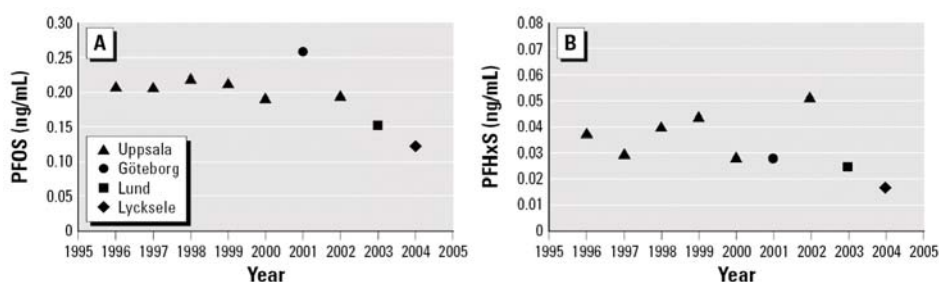 A
PFOS (ng/mL)
0.30
0.25
0.20
0.15
0.10
0.05
0
Uppsala
Göteborg
Lund
Lycksele
1995 1996 1997 1998 1999 2000 2001 2002 2003 2004 2005
Year
B
PFHxS (ng/mL)
0.08
0.07
0.06
0.05
0.04
0.03
0.02
0.01
0
1995 1996 1997 1998 1999 2000 2001 2002 2003 2004 2005
Year